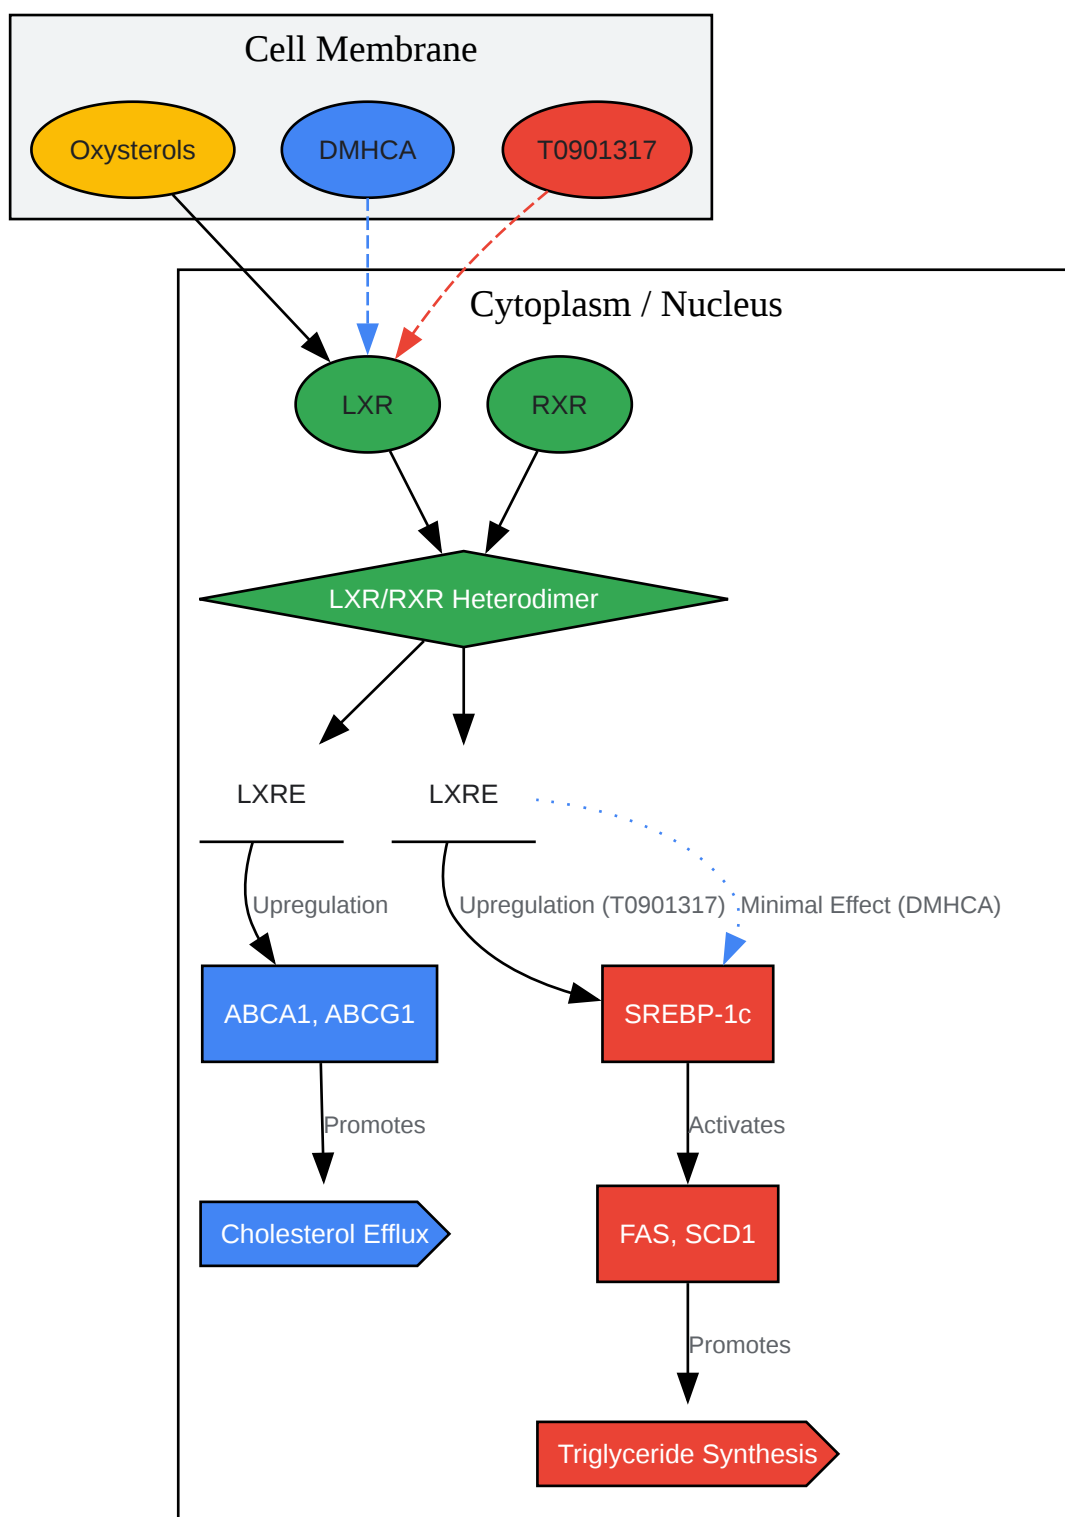 Cell Membrane
Oxysterols
DMHCA
T0901317
Cytoplasm / Nucleus
LXR
RXR
LXR/RXR Heterodimer
LXRE
LXRE
Upregulation
Upregulation (T0901317)
Minimal Effect (DMHCA)
ABCA1, ABCG1
SREBP-1c
Promotes
Activates
Cholesterol Efflux
FAS, SCD1
Promotes
Triglyceride Synthesis